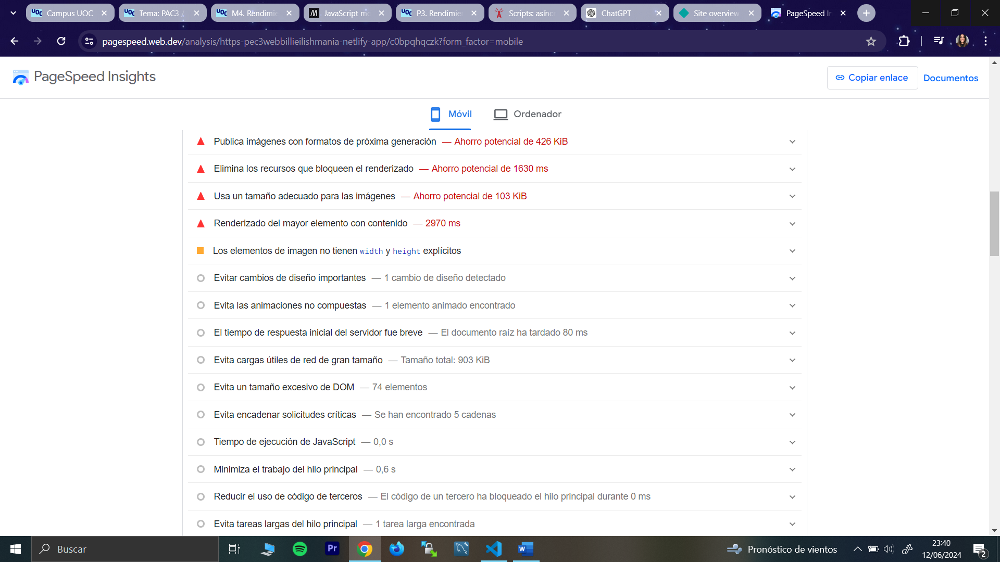 Campus UOC
Tema: PAC3 /
M4. Rendimie
JavaScript mo
P3. Rendimie
Scripts: asínc
ChatGPT
Site overview
PageSpeed In
pagespeed.web.dev/analysis/https-pec3webbillieilishmania-netlify-app/c0bpqhqczk?form_factor=mobile
PageSpeed Insights
Copiar enlace
Documentos
Móvil
Ordenador
Publica imágenes con formatos de próxima generación — Ahorro potencial de 426 KiB
Elimina los recursos que bloqueen el renderizado — Ahorro potencial de 1630 ms
Usa un tamaño adecuado para las imágenes — Ahorro potencial de 103 KiB
Renderizado del mayor elemento con contenido — 2970 ms
Los elementos de imagen no tienen width y height explícitos
Evitar cambios de diseño importantes — 1 cambio de diseño detectado
Evita las animaciones no compuestas — 1 elemento animado encontrado
El tiempo de respuesta inicial del servidor fue breve — El documento raíz ha tardado 80 ms
Evita cargas útiles de red de gran tamaño — Tamaño total: 903 KiB
Evita un tamaño excesivo de DOM — 74 elementos
Evita encadenar solicitudes críticas — Se han encontrado 5 cadenas
Tiempo de ejecución de JavaScript — 0,0 s
Minimiza el trabajo del hilo principal — 0,6 s
Reducir el uso de código de terceros — El código de un tercero ha bloqueado el hilo principal durante 0 ms
Evita tareas largas del hilo principal — 1 tarea larga encontrada
Buscar
Pr
W
Pronóstico de vientos
23:40
12/06/2024
2